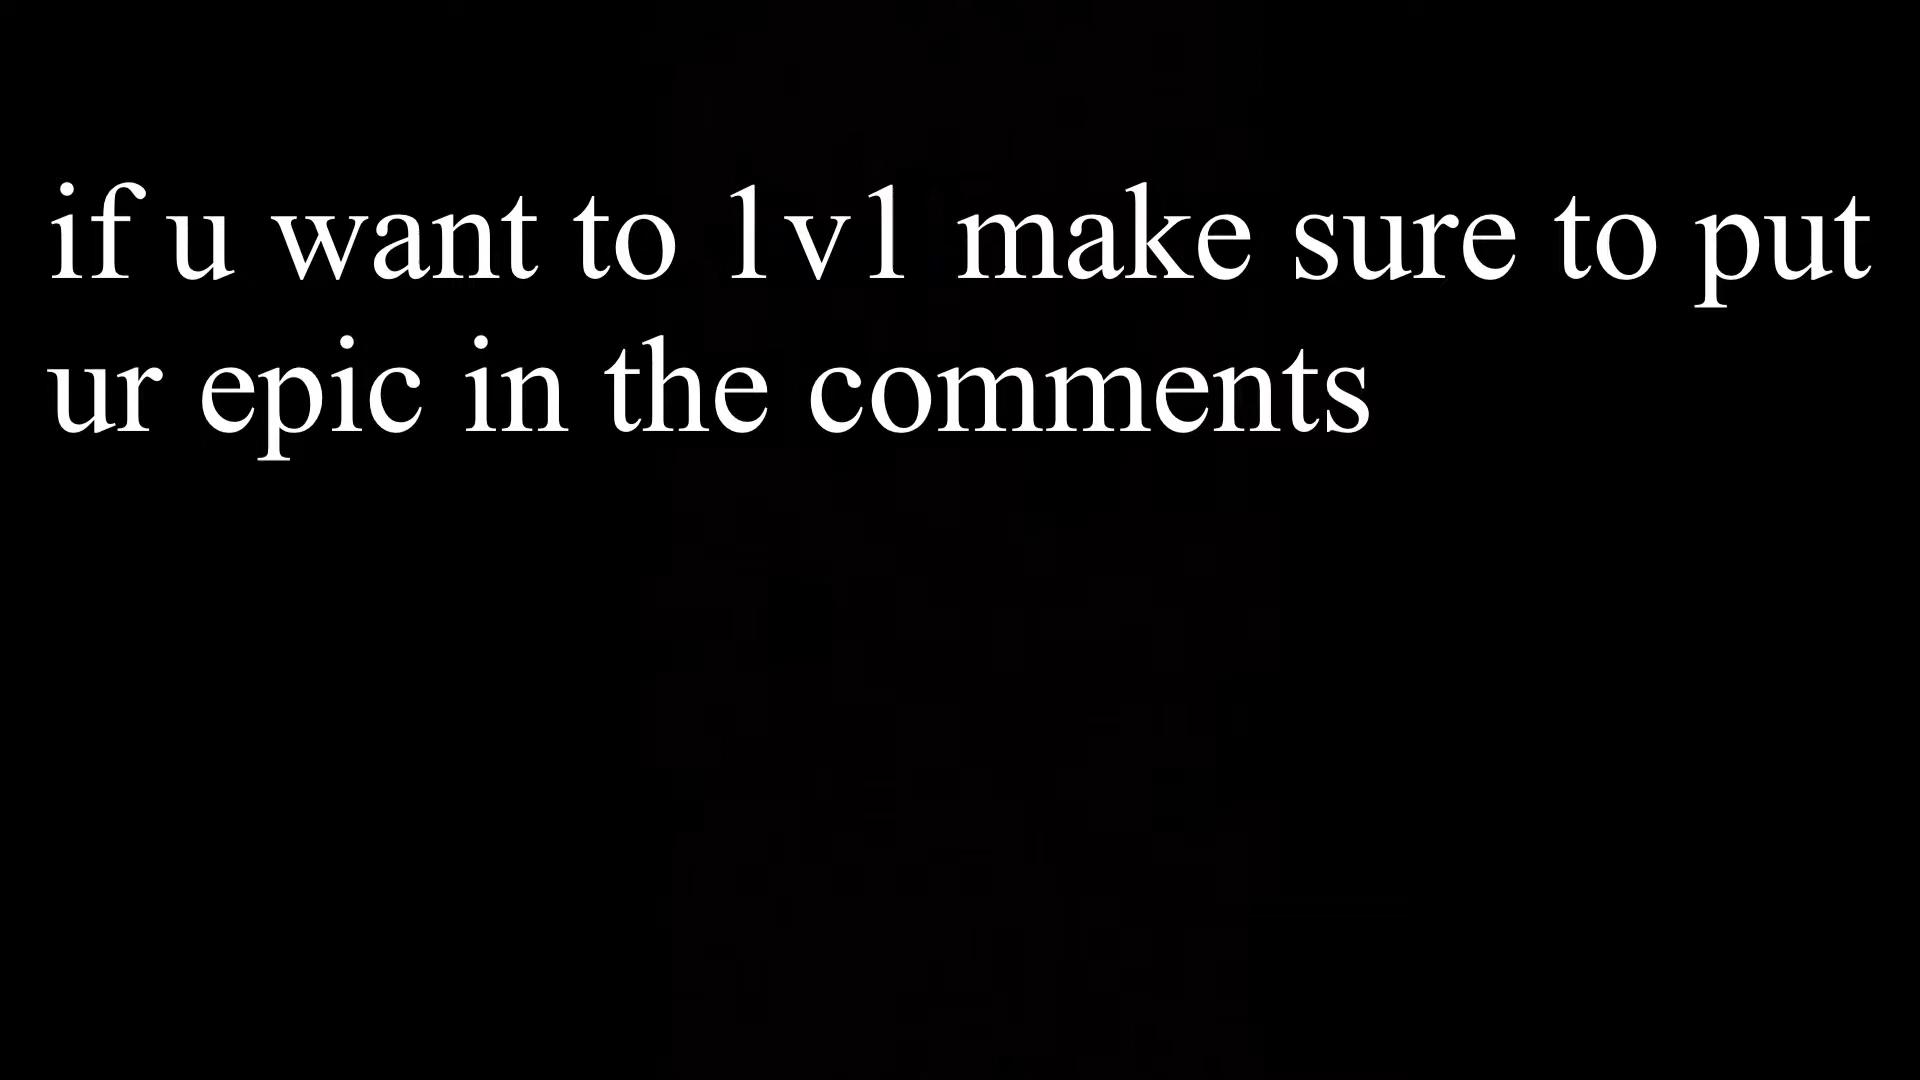 if u want to 1v1 make sure to put
ur epic in the comments